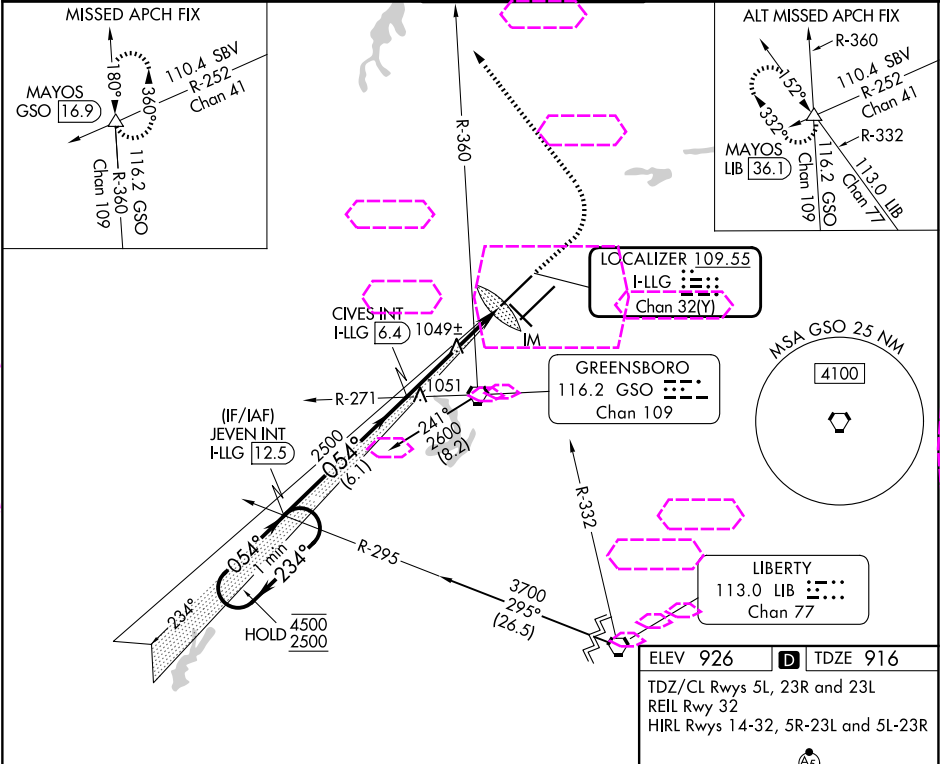 MISSED APCH FIX
MAYOS
GSO 16.9
180°
360°
110.4 SBV
R-252
Chan 41
116.2 GSO
R-360
Chan 109
ALT MISSED APCH FIX
R-360
110.4 SBV
R-252
Chan 41
152°
332°
R-332
MAYOS
LIB 36.1
116.2 GSO
Chan 109
113.0 LIB
Chan 77
R-360
LOCALIZER 109.55
I-LLG
Chan 32(Y)
CIVES INT
I-LLG 6.4
1049±
IM
MSA GSO 25 NM
4100
GREENSBORO
116.2 GSO
Chan 109
R-271
1051
241°
2600
(8.2)
(IF/IAF)
JEVEN INT
I-LLG 12.5
2500
054°
(6.1)
R-332
R-295
054°
1 min
234°
234°
HOLD 4500
2500
3700
295°
(26.5)
LIBERTY
113.0 LIB
Chan 77
ELEV 926 D TDZE 916
TDZ/CL Rwys 5L, 23R and 23L
REIL Rwy 32
HIRL Rwys 14-32, 5R-23L and 5L-23R